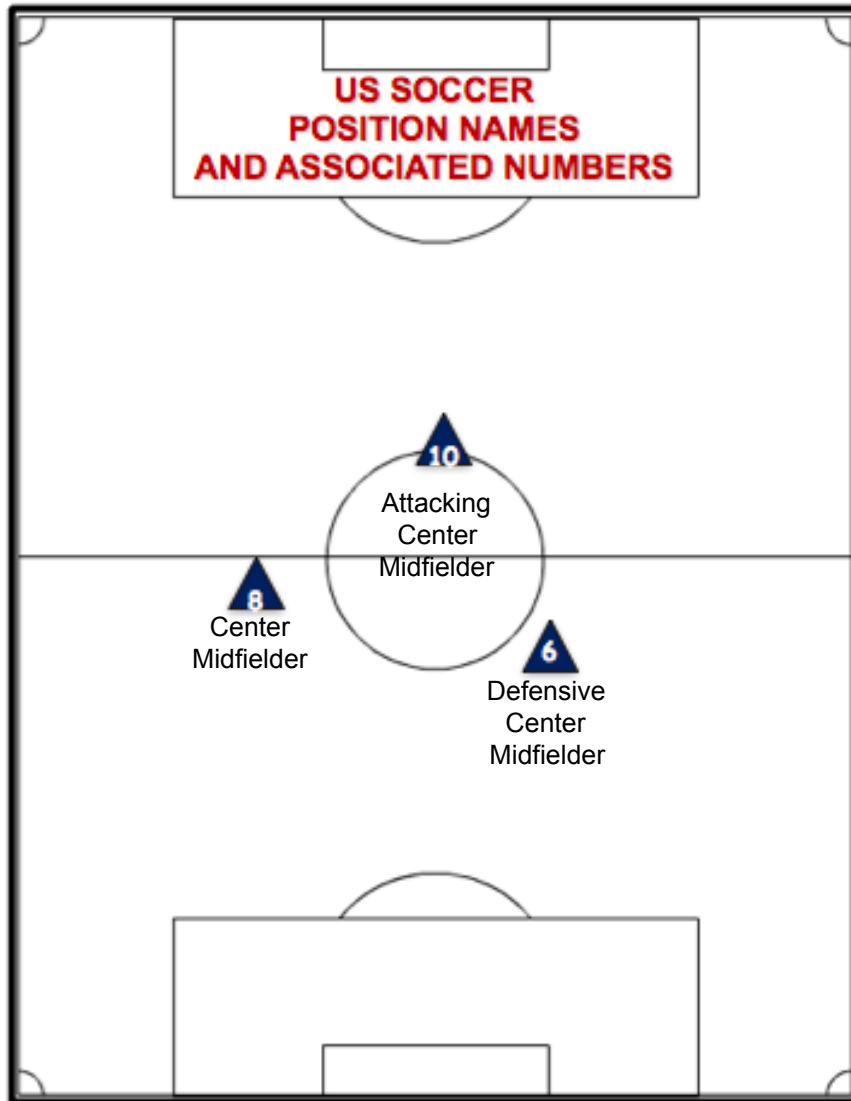 US SOCCER
POSITION NAMES
AND ASSOCIATED NUMBERS
10
Attacking
Center
Midfielder
8
Center
Midfielder
6
Defensive
Center
Midfielder